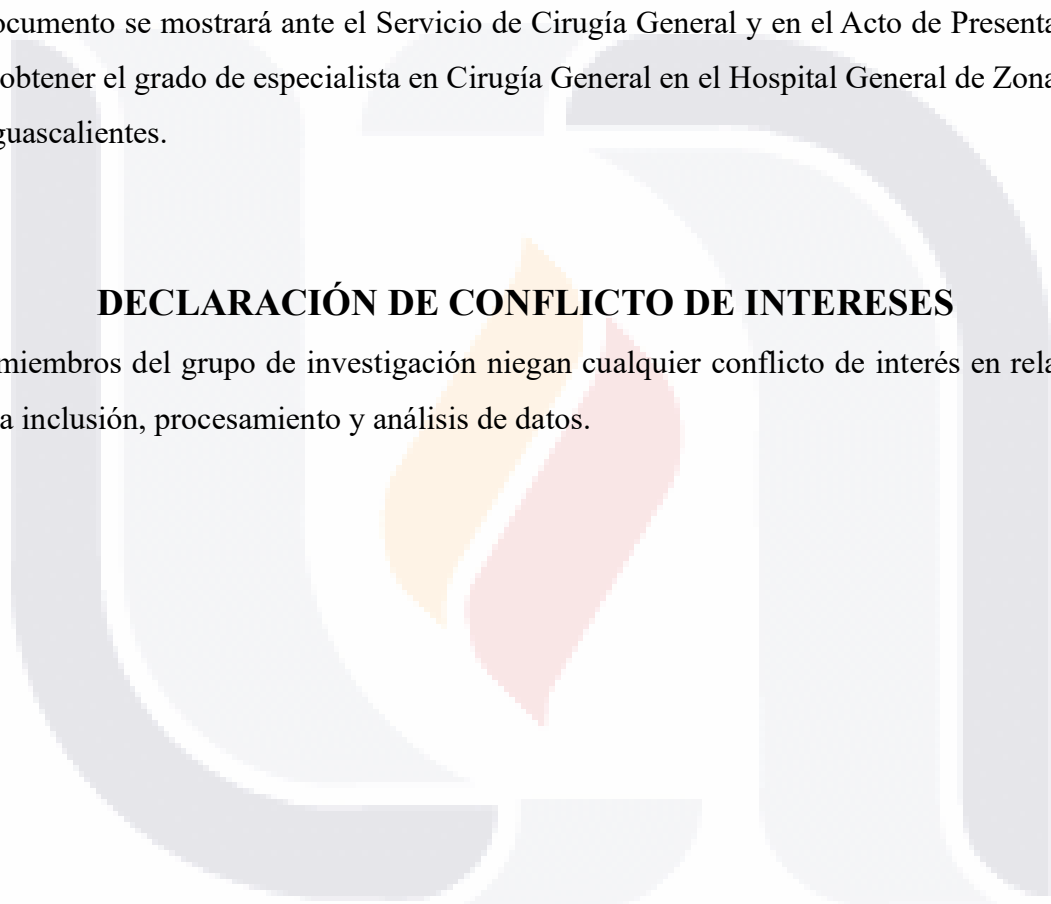 ocumento se mostrará ante el Servicio de Cirugía General y en el Acto de Presenta
obtener el grado de especialista en Cirugía General en el Hospital General de Zona
guascalientes.
DECLARACIÓN DE CONFLICTO DE INTERESES
miembros del grupo de investigación niegan cualquier conflicto de interés en rela
a inclusión, procesamiento y análisis de datos.